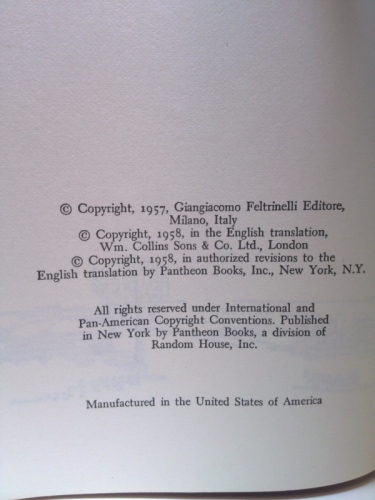 © Copyright, 1957, Giangiacomo Feltrinelli Editore,
Milano, Italy
© Copyright, 1958, in the English translation,
Wm. Collins Sons & Co. Ltd., London
© Copyright, 1958, in authorized revisions to the
English translation by Pantheon Books, Inc., New York, N.Y.
All rights reserved under International and
Pan-American Copyright Conventions. Published
in New York by Pantheon Books, a division of
Random House, Inc.
Manufactured in the United States of America